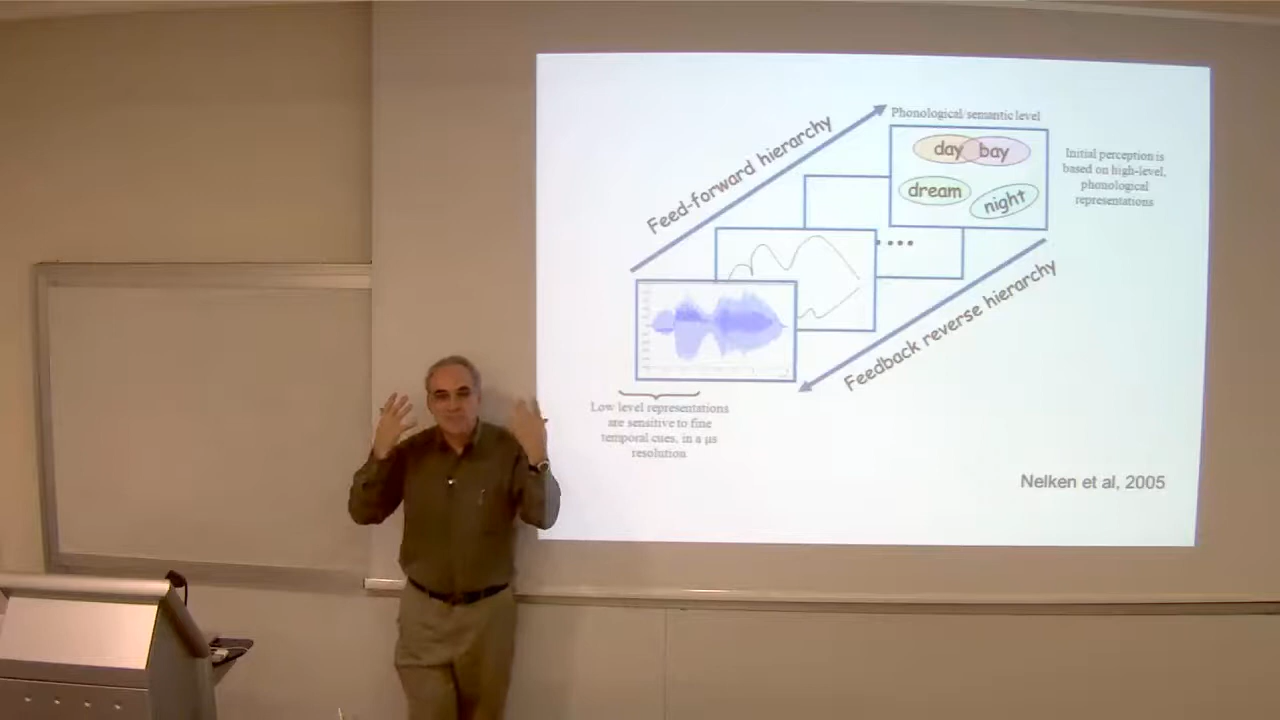 Feed-forward hierarchy
Phonological/semantic level
day bay
dream
night
Initial perception is
based on high-level,
phonological
representations
Feedback reverse hierarchy
Low level representations
are sensitive to fine
temporal cues, in a μs
resolution
Nelken et al, 2005